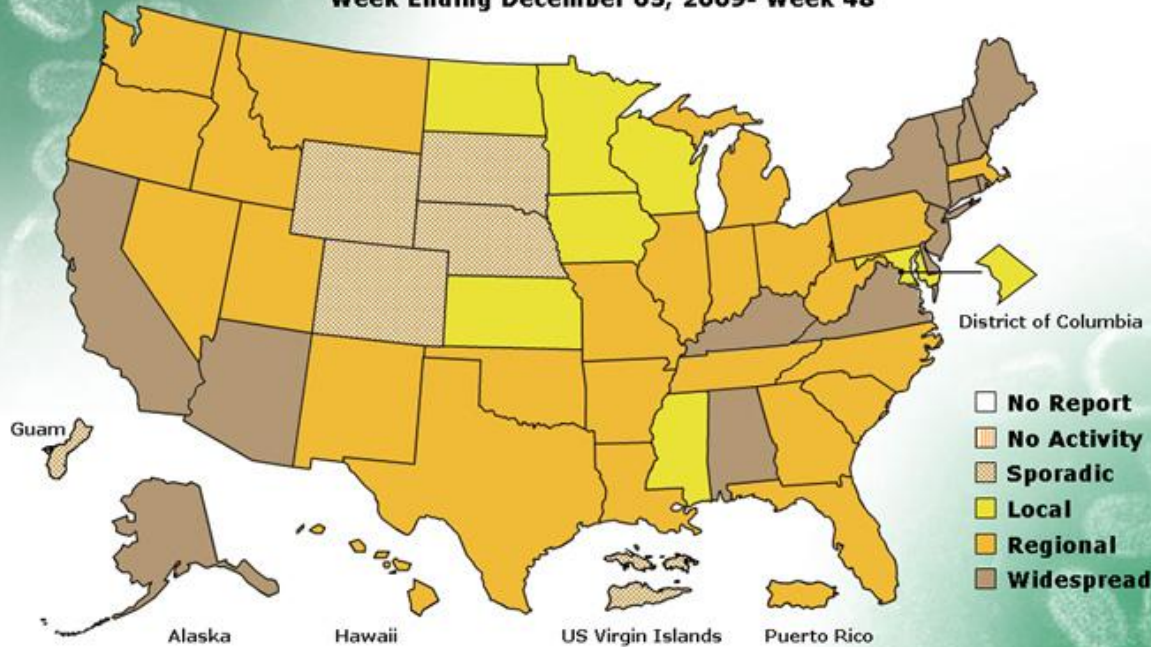 Week Ending December 05, 2009- Week 48
District of Columbia
No Report
Guam
No Activity
Sporadic
Local
Regional
Widespread
Alaska
Hawaii
US Virgin Islands
Puerto Rico